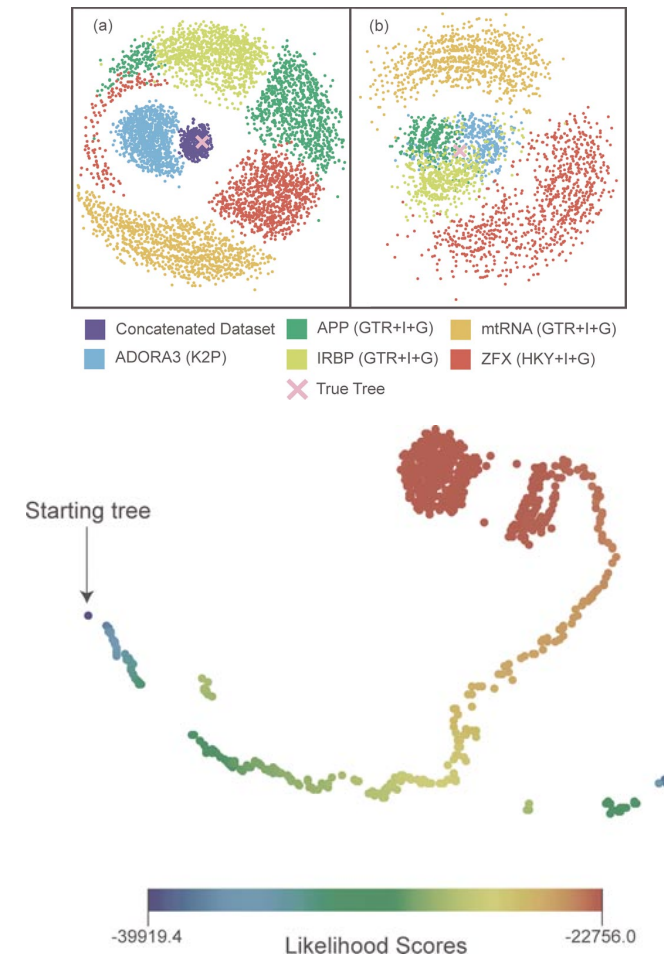 (a) (b)
Concatenated Dataset APP (GTR+I+G) mtRNA (GTR+I+G)
ADORA3 (K2P) IRBP (GTR+I+G) ZFX (HKY+I+G)
True Tree
Starting tree
-39919.4 -22756.0
Likelihood Scores